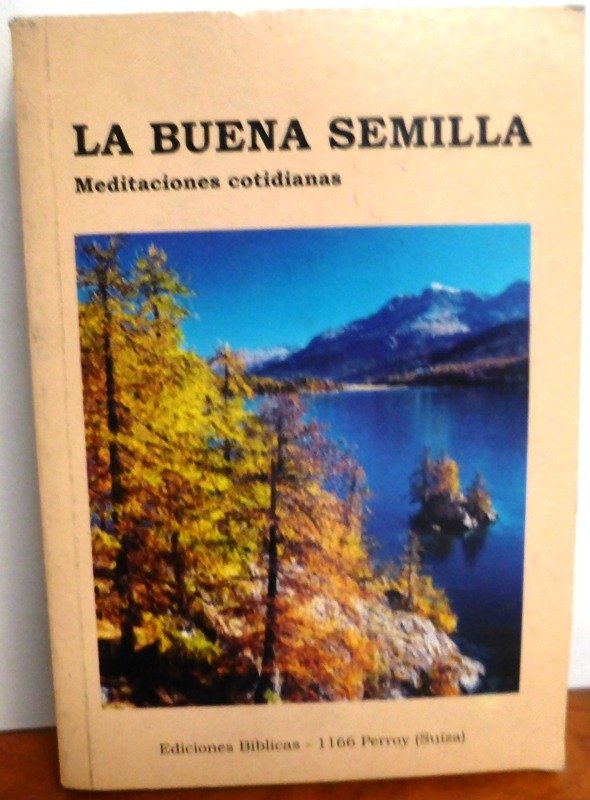 LA BUENA SEMILLA
Meditaciones cotidianas
Ediciones Bíblicas - 1166 Perroy (Suiza)